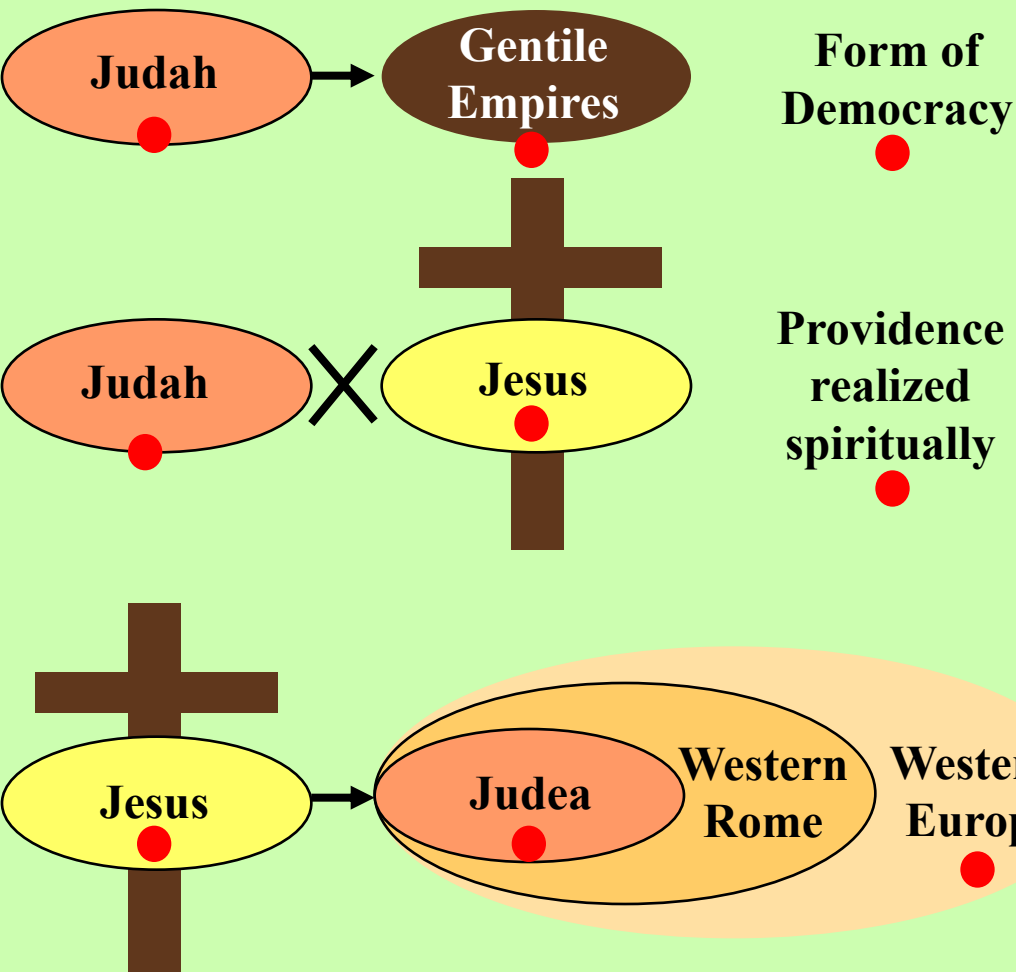 Judah
Gentile
Empires
Form of
Democracy
Judah
Jesus
Providence
realized
spiritually
Jesus
Judea
Western
Rome